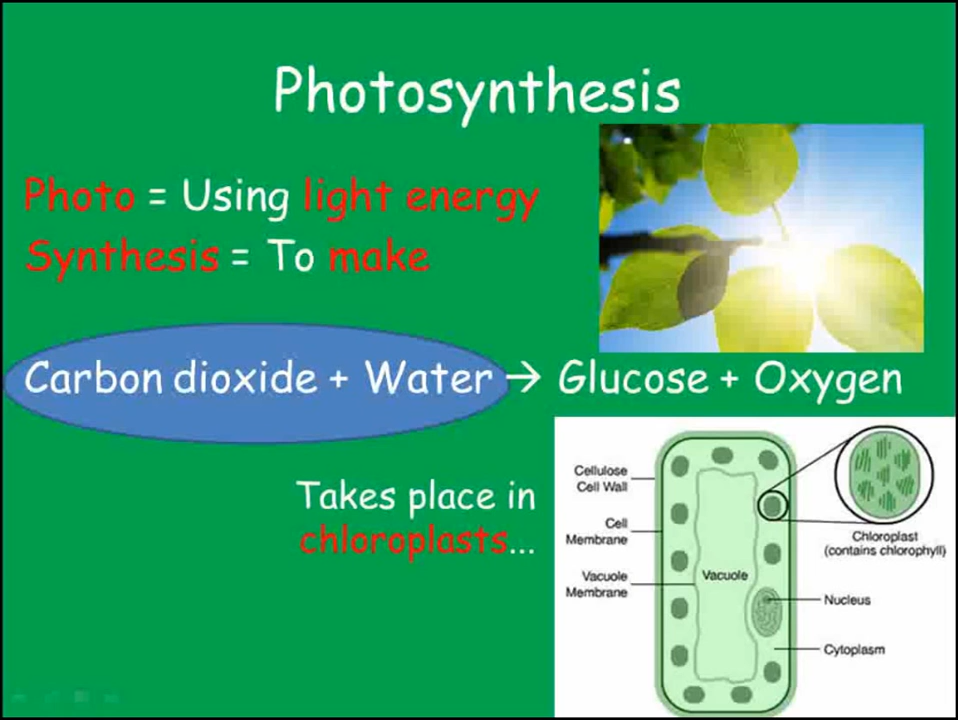 Photosynthesis
Photo = Using light energy
Synthesis = To make
Carbon dioxide + Water → Glucose + Oxygen
Takes place in
chloroplasts...
Cellulose
Cell Wall
Cell
Membrane
Vacuole
Membrane
Vacuole
Chloroplast
(contains chlorophyll)
Nucleus
Cytoplasm